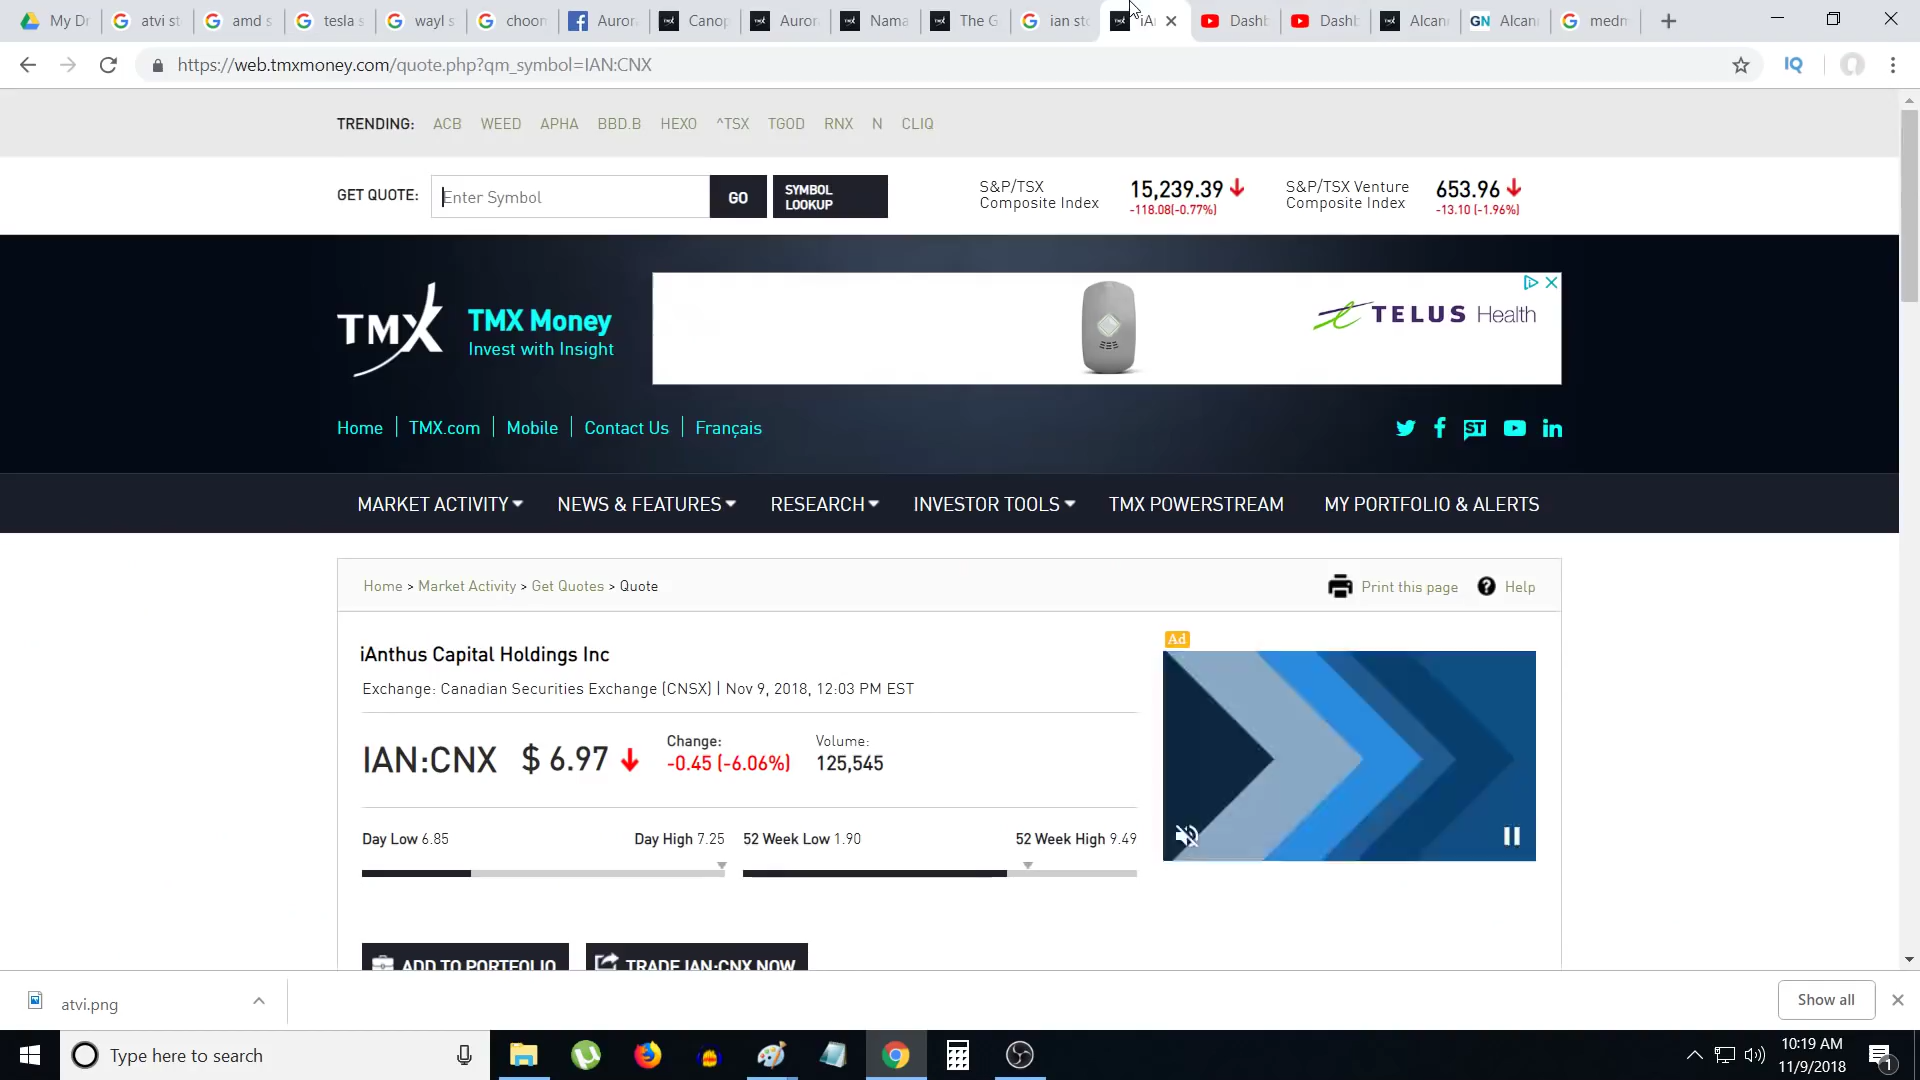 My Dr
atvi st
amd s
tesla s
wayl s
choom
Auror
Canop
Auror
Nama
The G
ian sto
iA
Dashb
Dashb
Alcan
GN Alcan
medm
https://web.tmxmoney.com/quote.php?qm_symbol=IAN:CNX
IQ
TRENDING: ACB WEED APHA BBD.B HEXO ^TSX TGOD RNX N CLIQ
GET QUOTE: Enter Symbol GO SYMBOL LOOKUP
S&P/TSX Composite Index 15,239.39 -118.08(-0.77%)
S&P/TSX Venture Composite Index 653.96 -13.10 (-1.96%)
TMX TMX Money
Invest with Insight
TELUS Health
Home TMX.com Mobile Contact Us Français
ST
MARKET ACTIVITY NEWS & FEATURES RESEARCH INVESTOR TOOLS TMX POWERSTREAM MY PORTFOLIO & ALERTS
Home > Market Activity > Get Quotes > Quote
Print this page Help
iAnthus Capital Holdings Inc
Exchange: Canadian Securities Exchange (CNSX) | Nov 9, 2018, 12:03 PM EST
Ad
IAN:CNX $ 6.97
Change:
-0.45 (-6.06%)
Volume:
125,545
Day Low 6.85 Day High 7.25 52 Week Low 1.90 52 Week High 9.49
ADD TO PORTFOLIO TRADE IAN:CNX NOW
atvi.png
Show all
Type here to search
10:19 AM
11/9/2018
1